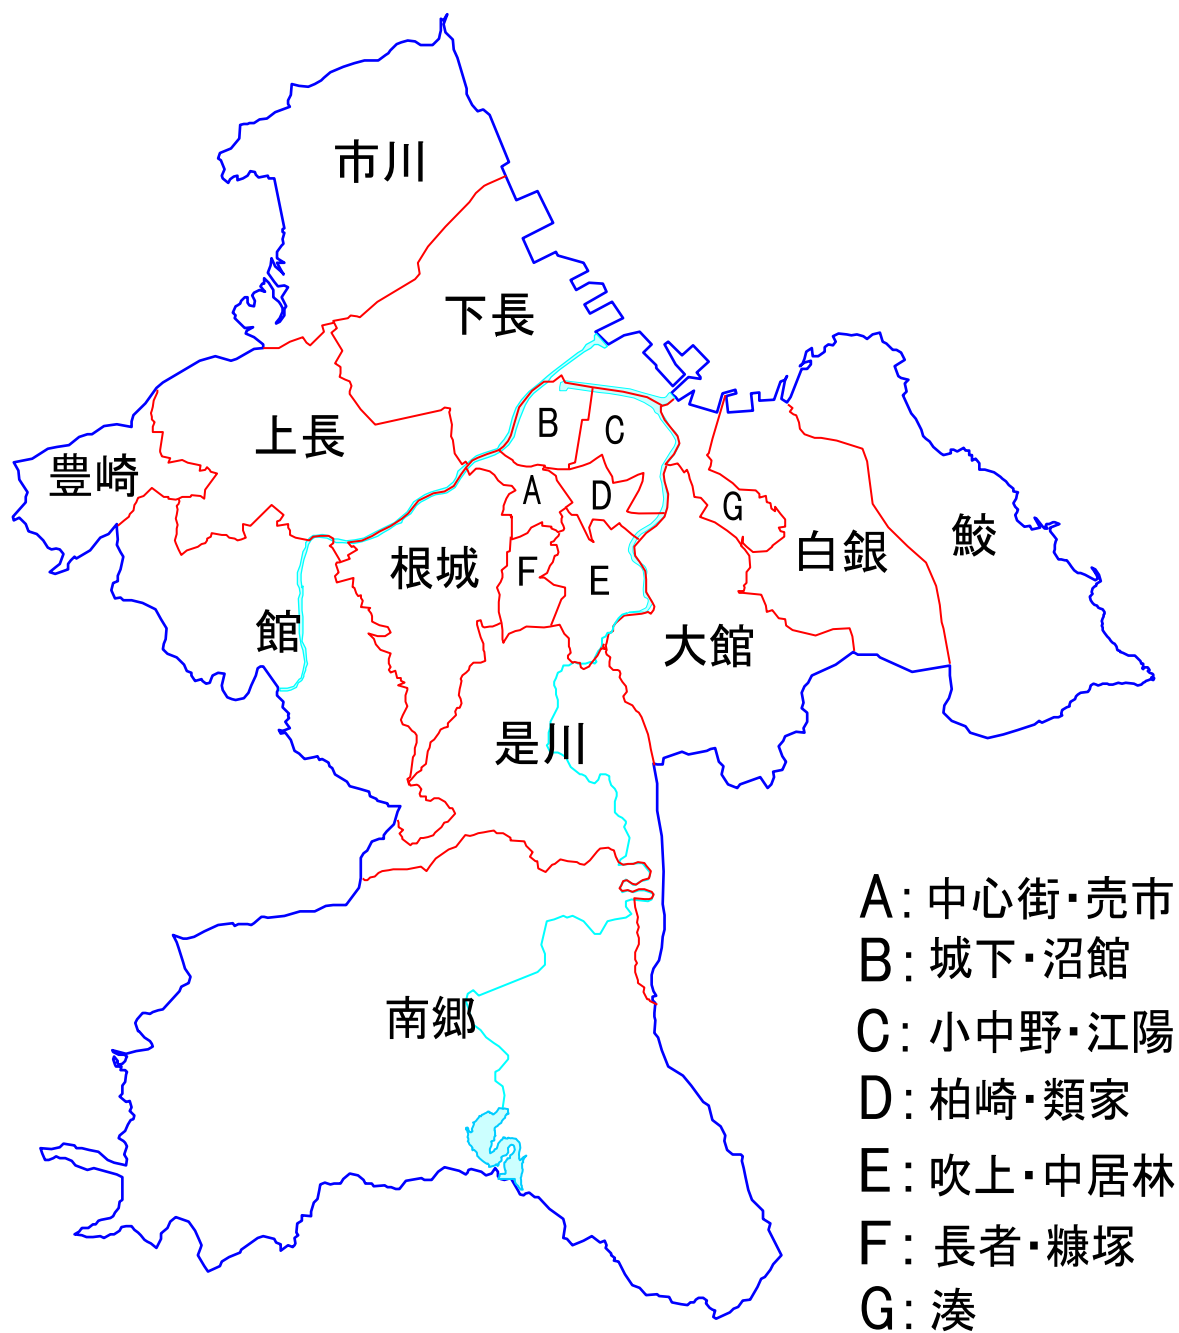 市川
下長
上長
豊崎
B
C
A
D
G
根城
F
E
白銀
鮫
館
大館
是川
南郷
A:中心街・売市
B:城下・沼館
C:小中野・江陽
D:柏崎・類家
E:吹上・中居林
F:長者・糠塚
G:湊